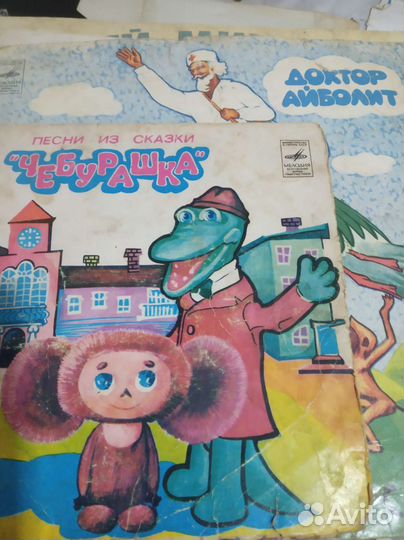 ДОКТОР
АЙБОЛИТ
ПЕСНИ ИЗ СКАЗКИ
"ЧЕБУРАШКА"
МЕЛОДИЯ
Avito